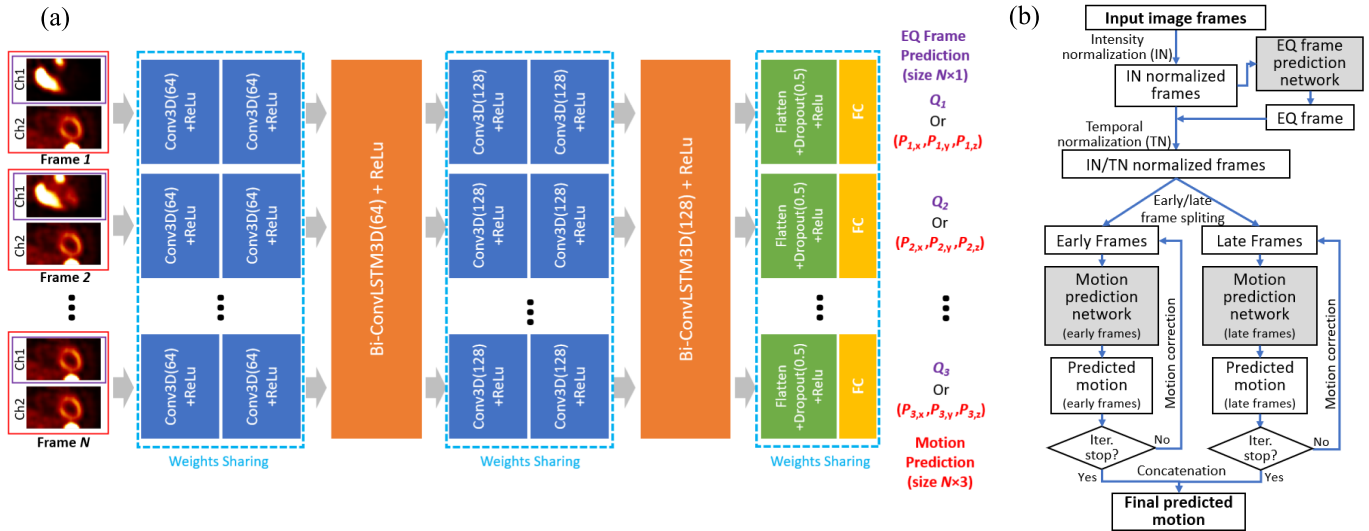 (a)
Ch1
Ch2
Frame 1
Ch1
Ch2
Frame 2
Ch1
Ch2
Frame N
Conv3D(64)
+ReLu
Conv3D(64)
+ReLu
Conv3D(64)
+ReLu
Conv3D(64)
+ReLu
Conv3D(64)
+ReLu
Conv3D(64)
+ReLu
Weights Sharing
Bi-ConvLSTM3D(64) + ReLu
Conv3D(128)
+ReLu
Conv3D(128)
+ReLu
Conv3D(128)
+ReLu
Conv3D(128)
+ReLu
Conv3D(128)
+ReLu
Conv3D(128)
+ReLu
Weights Sharing
Bi-ConvLSTM3D(128) + ReLu
Flatten
+Dropout(0.5)
+Relu
FC
Flatten
+Dropout(0.5)
+Relu
FC
Flatten
+Dropout(0.5)
+Relu
FC
Weights Sharing
EQ Frame
Prediction
(size N×1)
Q1
Or
(P1,x,P1,y,P1,z)
Q2
Or
(P2,x,P2,y,P2,z)
Q3
Or
(P3,x,P3,y,P3,z)
Motion
Prediction
(size N×3)
(b)
Input image frames
Intensity
normalization (IN)
EQ frame
prediction
network
IN normalized
frames
EQ frame
Temporal
normalization (TN)
IN/TN normalized frames
Early/late
frame spliting
Early Frames
Late Frames
Motion
prediction
network
(early frames)
Motion
prediction
network
(late frames)
Motion correction
Motion correction
Predicted
motion
(early frames)
Predicted
motion
(late frames)
Iter.
stop?
No
Iter.
stop?
No
Yes
Concatenation
Yes
Final predicted
motion